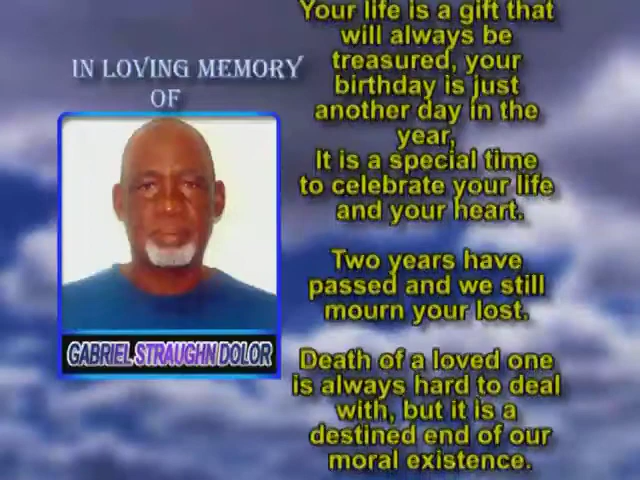 IN LOVING MEMORY
OF
GABRIEL STRAUGHN DOLOR
Your life is a gift that
will always be
treasured, your
birthday is just
another day in the
year,
It is a special time
to celebrate your life
and your heart.
Two years have
passed and we still
mourn your lost.
Death of a loved one
is always hard to deal
with, but it is a
destined end of our
moral existence.